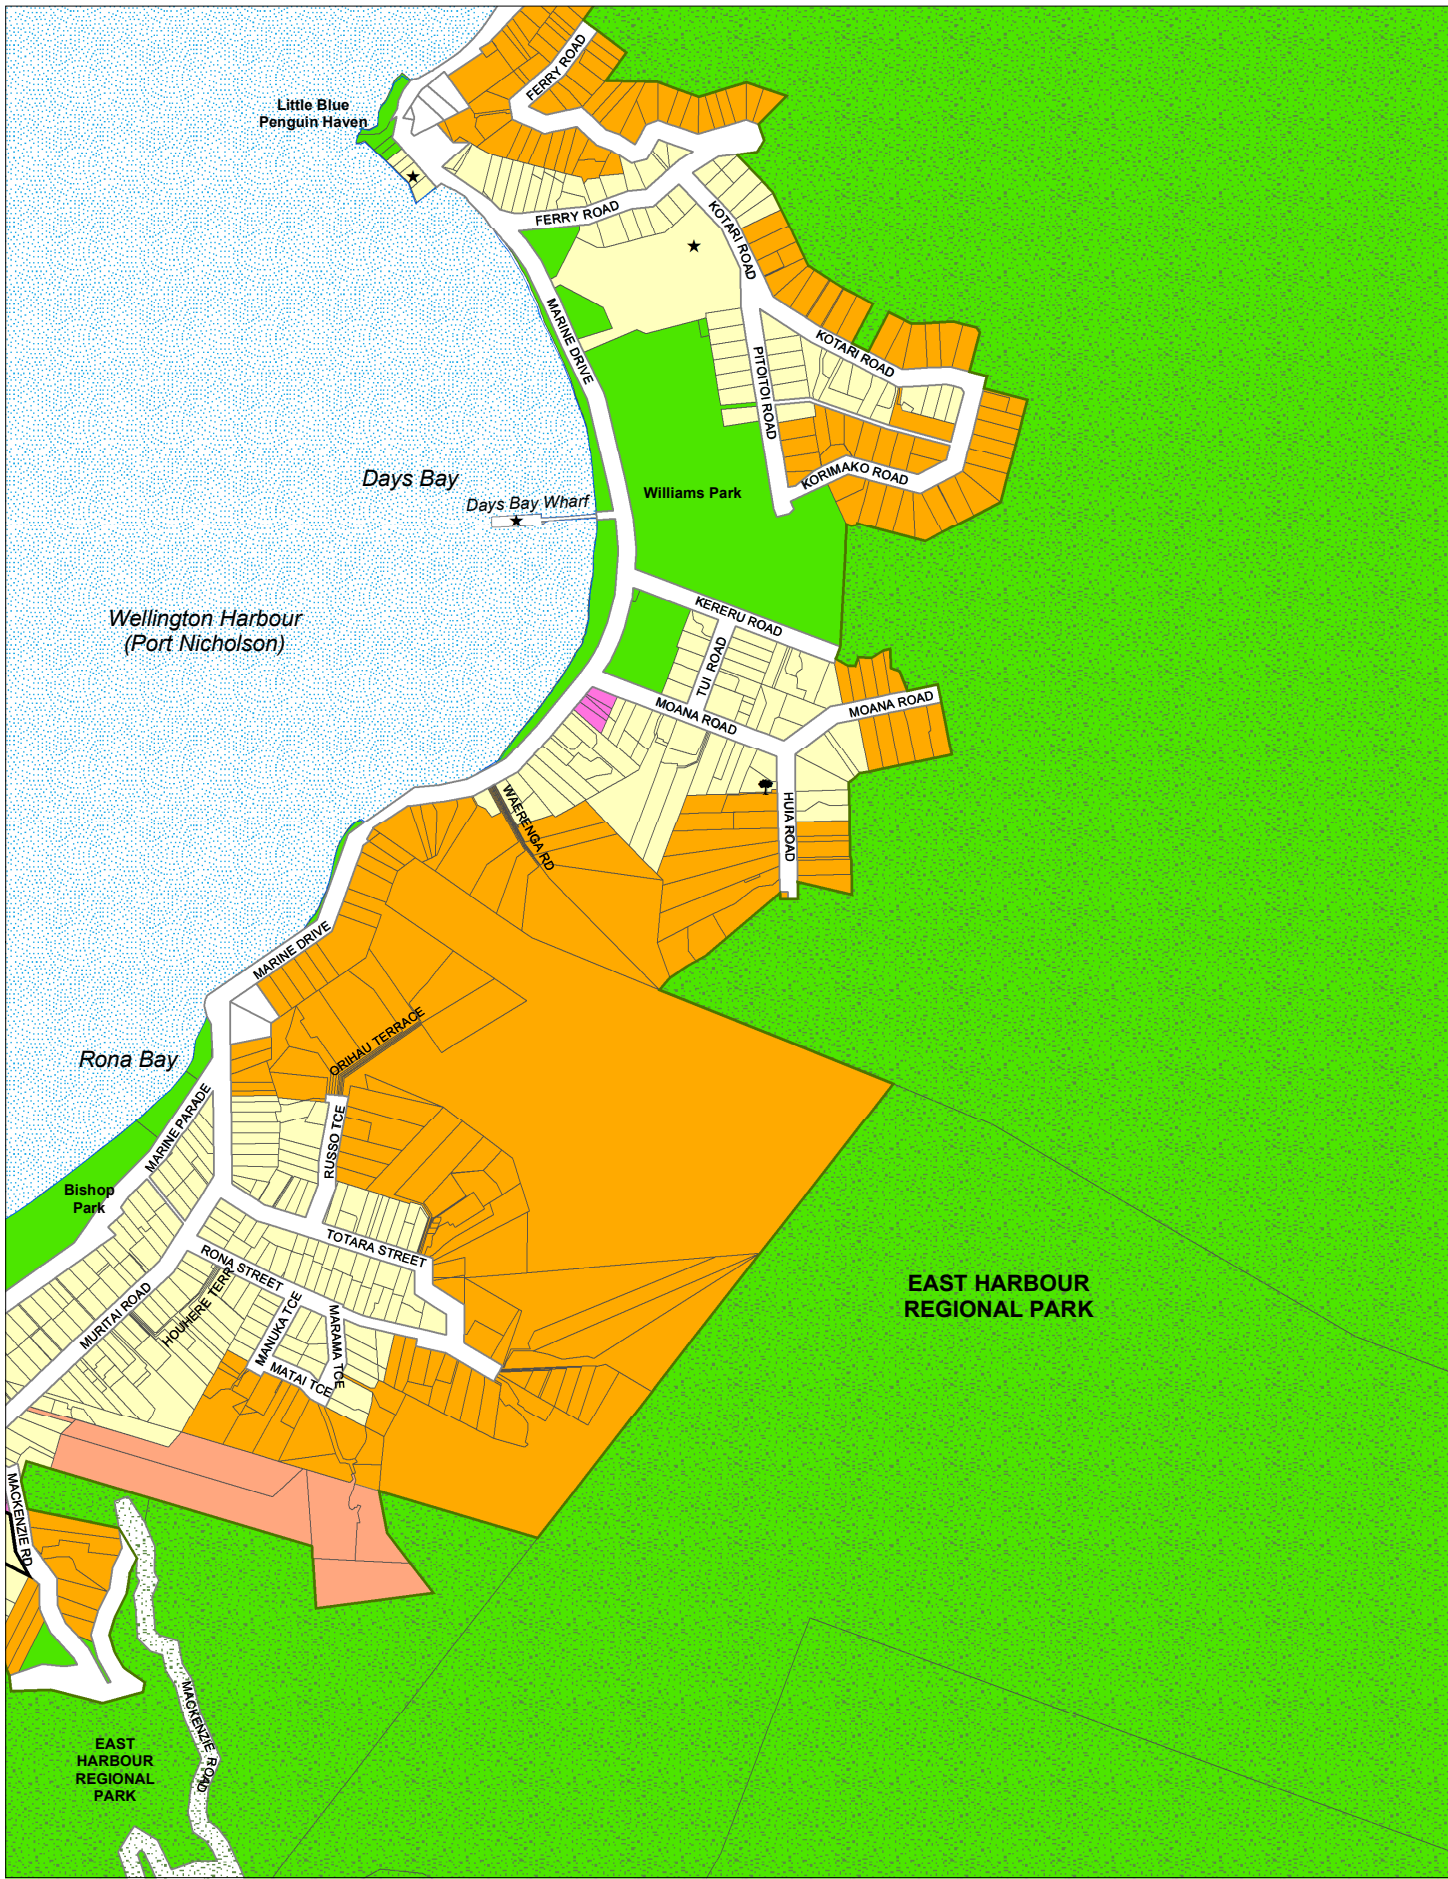 FERRY ROAD
Little Blue
Penguin Haven
FERRY ROAD
KOTARI ROAD
MARINE DRIVE
KOTARI ROAD
PITOITOI ROAD
KORIMAKO ROAD
Days Bay
Days Bay Wharf
Williams Park
Wellington Harbour
(Port Nicholson)
KERERU ROAD
TUI ROAD
MOANA ROAD
MOANA ROAD
WAERENGA RD
HUIA ROAD
MARINE DRIVE
ORIHAU TERRACE
Rona Bay
MARINE PARADE
RUSSO TCE
Bishop
Park
TOTARA STREET
RONA STREET
HOUHERE TERR
MURITAI ROAD
MANUKA TCE
MARAMA TCE
MATAI TCE
EAST HARBOUR
REGIONAL PARK
MACKENZIE RD
MACKENZIE ROAD
EAST
HARBOUR
REGIONAL
PARK